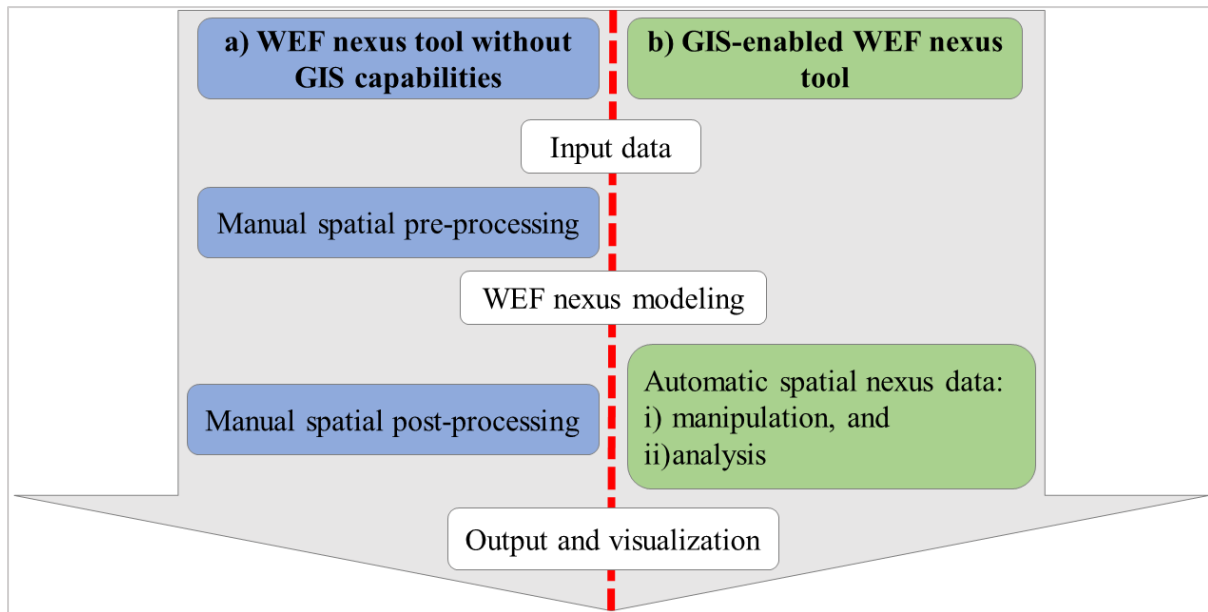 a) WEF nexus tool without
GIS capabilities
b) GIS-enabled WEF nexus
tool
Input data
Manual spatial pre-processing
WEF nexus modeling
Manual spatial post-processing
Automatic spatial nexus data:
i) manipulation, and
ii)analysis
Output and visualization